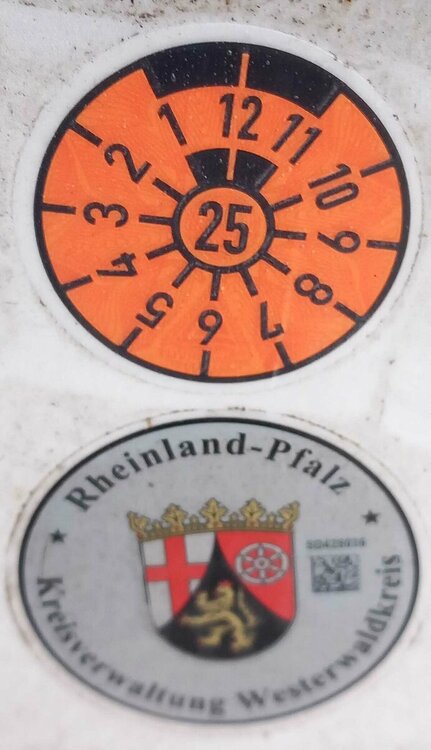 1 12 11
2 10
3 25 9
4 8
5 6 7
Rheinland-Pfalz
Kreisverwaltung Westerwaldkreis